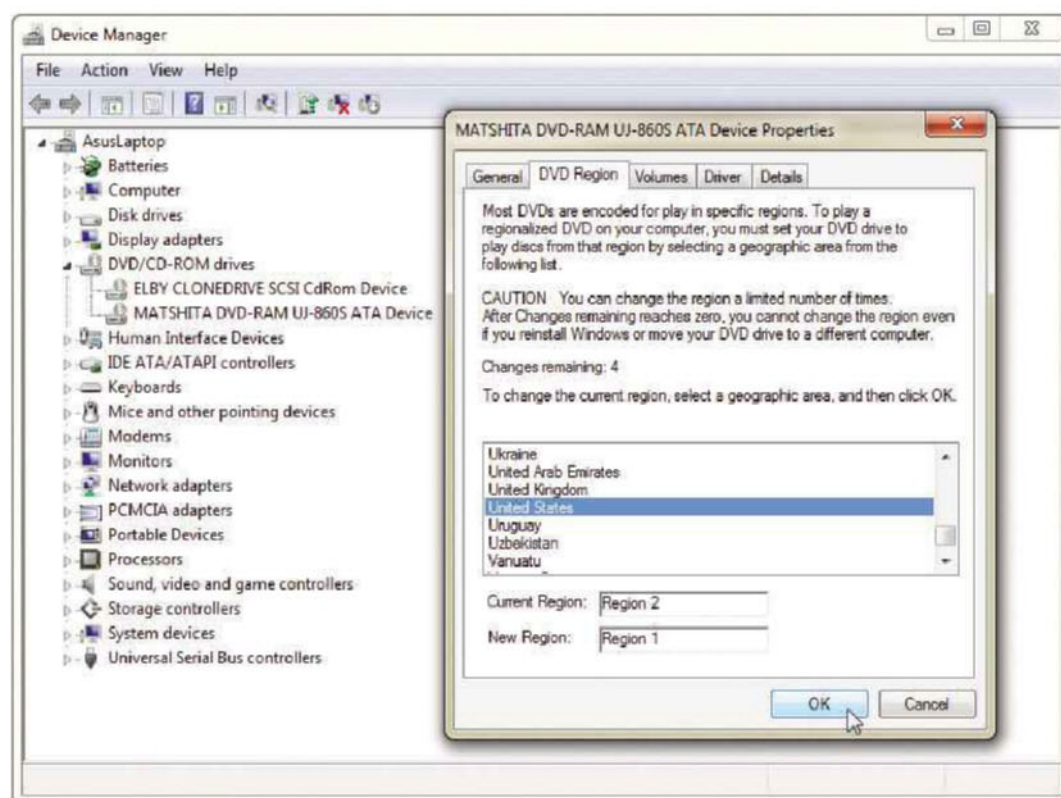 Device Manager
File Action View Help
AsusLaptop
Batteries
Computer
Disk drives
Display adapters
DVD/CD-ROM drives
ELBY CLONEDRIVE SCSI CdRom Device
MATSHITA DVD-RAM UJ-860S ATA Device
Human Interface Devices
IDE ATA/ATAPI controllers
Keyboards
Mice and other pointing devices
Modems
Monitors
Network adapters
PCMCIA adapters
Portable Devices
Processors
Sound, video and game controllers
Storage controllers
System devices
Universal Serial Bus controllers
MATSHITA DVD-RAM UJ-860S ATA Device Properties
General DVD Region Volumes Driver Details
Most DVDs are encoded for play in specific regions. To play a
regionalized DVD on your computer, you must set your DVD drive to
play discs from that region by selecting a geographic area from the
following list.
CAUTION You can change the region a limited number of times.
After Changes remaining reaches zero, you cannot change the region even
if you reinstall Windows or move your DVD drive to a different computer.
Changes remaining: 4
To change the current region, select a geographic area, and then click OK.
Ukraine
United Arab Emirates
United Kingdom
United States
Uruguay
Uzbekistan
Vanuatu
Current Region: Region 2
New Region: Region 1
OK Cancel